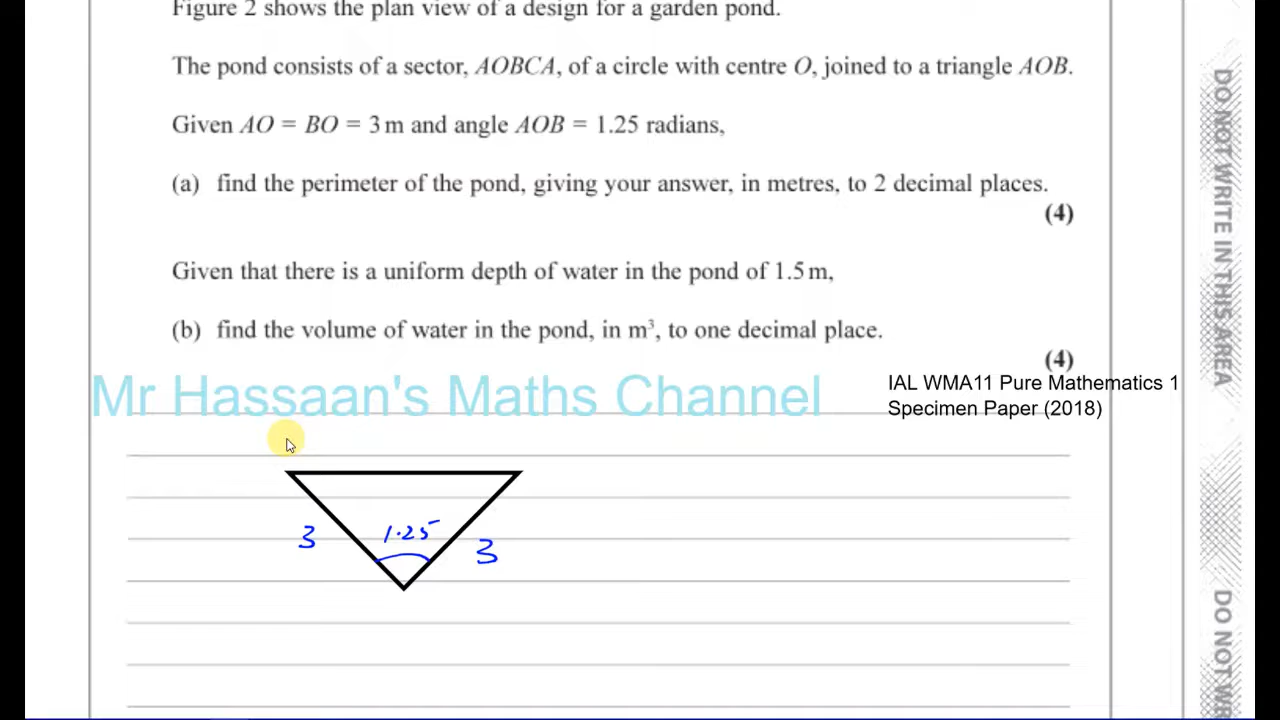 Figure 2 shows the plan view of a design for a garden pond.
The pond consists of a sector, AOBCA, of a circle with centre O, joined to a triangle AOB.
Given AO = BO = 3 m and angle AOB = 1.25 radians,
(a) find the perimeter of the pond, giving your answer, in metres, to 2 decimal places.
(4)
Given that there is a uniform depth of water in the pond of 1.5 m,
(b) find the volume of water in the pond, in m³, to one decimal place.
(4)
Mr Hassaan's Maths Channel
IAL WMA11 Pure Mathematics 1
Specimen Paper (2018)
3
1.25
3
DO NOT WRITE IN THIS AREA
DO NOT WR